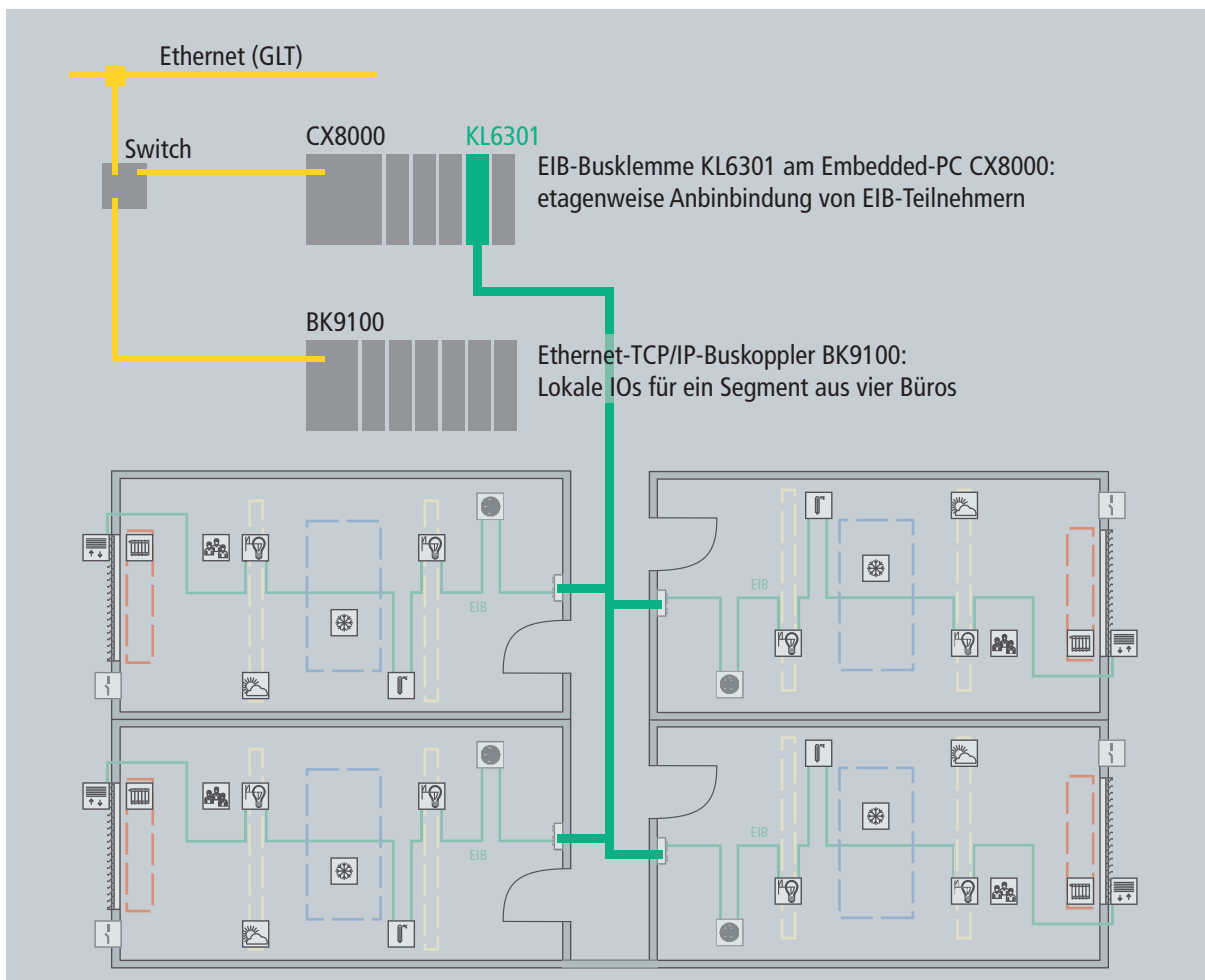 Ethernet (GLT)
Switch
CX8000
KL6301
EIB-Busklemme KL6301 am Embedded-PC CX8000:
etagenweise Anbinbindung von EIB-Teilnehmern
BK9100
Ethernet-TCP/IP-Buskoppler BK9100:
Lokale IOs für ein Segment aus vier Büros
EIB
EIB
EIB
EIB